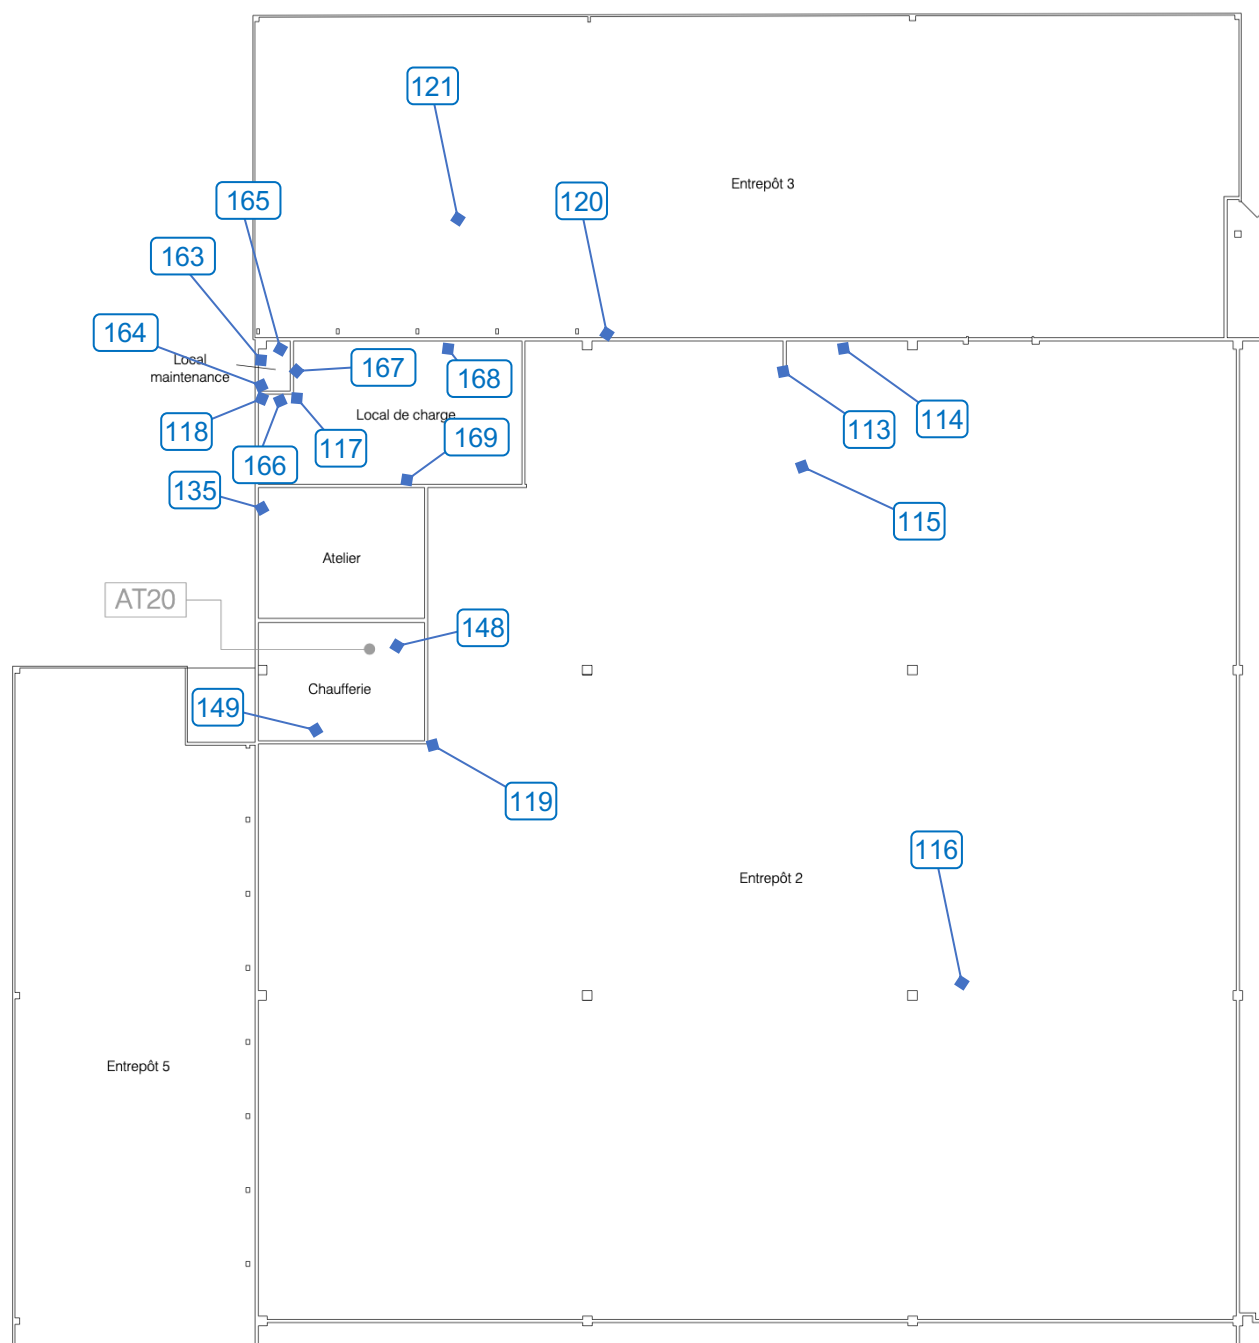 121
Entrepôt 3
165
120
163
164
Local
maintenance
167
168
114
113
Local de charge
118
117
169
166
135
115
Atelier
AT20
148
Chaufferie
149
119
116
Entrepôt 2
Entrepôt 5